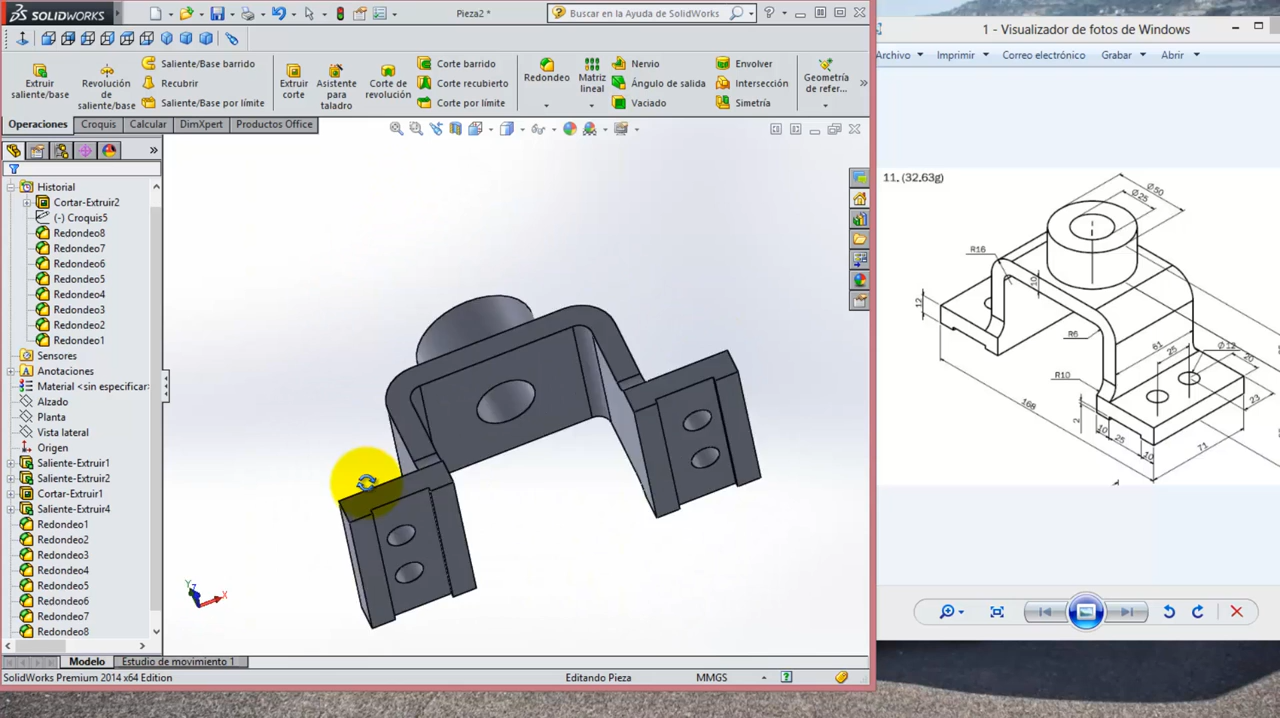 SOLIDWORKS
Pieza2 *
Buscar en la Ayuda de SolidWorks
Extruir saliente/base
Revolución de saliente/base
Saliente/Base barrido
Recubrir
Saliente/Base por límite
Extruir corte
Asistente para taladro
Corte de revolución
Corte barrido
Corte recubierto
Corte por límite
Redondeo
Matriz lineal
Nervio
Ángulo de salida
Vaciado
Envolver
Intersección
Simetría
Geometría de refer...
Operaciones
Croquis
Calcular
DimXpert
Productos Office
Historial
Cortar-Extruir2
(-) Croquis5
Redondeo8
Redondeo7
Redondeo6
Redondeo5
Redondeo4
Redondeo3
Redondeo2
Redondeo1
Sensores
Anotaciones
Material <sin especificar>
Alzado
Planta
Vista lateral
Origen
Saliente-Extruir1
Saliente-Extruir2
Cortar-Extruir1
Saliente-Extruir4
Redondeo1
Redondeo2
Redondeo3
Redondeo4
Redondeo5
Redondeo6
Redondeo7
Redondeo8
Y
Z
X
Modelo
Estudio de movimiento 1
SolidWorks Premium 2014 x64 Edition
Editando Pieza
MMGS
1 - Visualizador de fotos de Windows
Archivo
Imprimir
Correo electrónico
Grabar
Abrir
11. (32.63g)
Ø50
Ø25
R16
10
12
R6
61
25
Ø12
20
R10
23
168
2
10
25
10
71